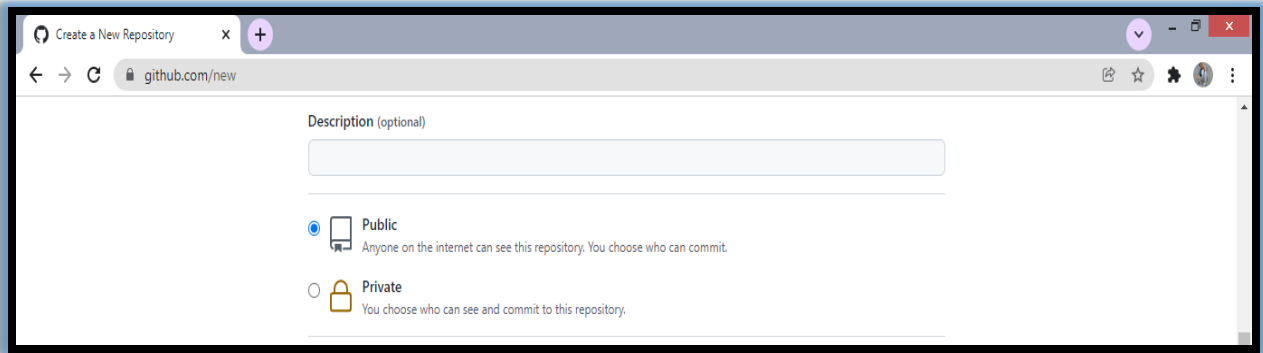 Create a New Repository
github.com/new
Description (optional)
Public
Anyone on the internet can see this repository. You choose who can commit.
Private
You choose who can see and commit to this repository.